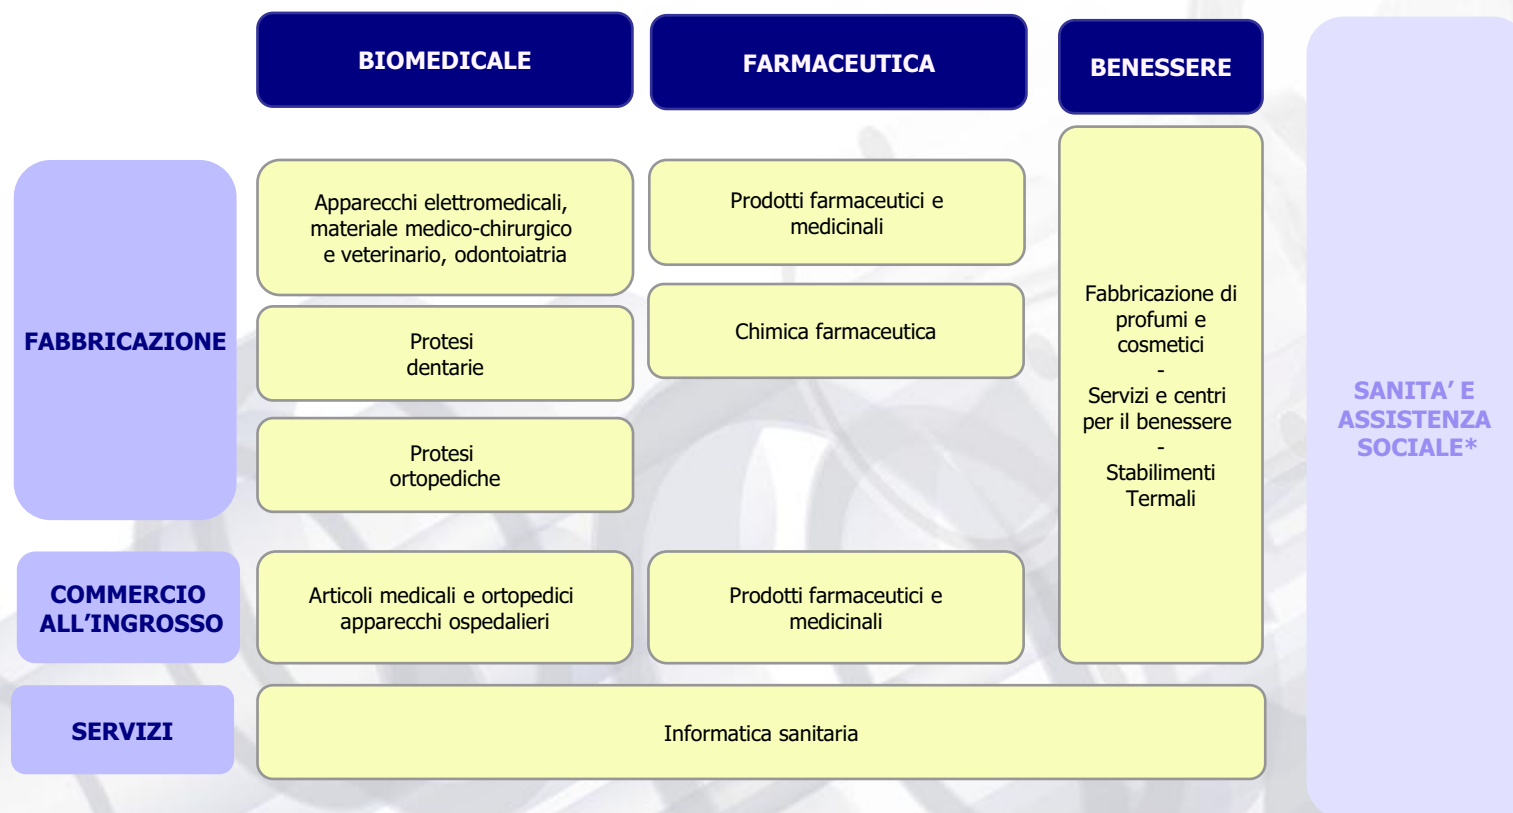 BIOMEDICALE
FARMACEUTICA
BENESSERE
FABBRICAZIONE
Apparecchi elettromedicali,
materiale medico-chirurgico
e veterinario, odontoiatria
Protesi
dentarie
Protesi
ortopediche
Prodotti farmaceutici e
medicinali
Chimica farmaceutica
Fabbricazione di
profumi e
cosmetici
-
Servizi e centri
per il benessere
-
Stabilimenti
Termali
COMMERCIO
ALL’INGROSSO
Articoli medicali e ortopedici
apparecchi ospedalieri
Prodotti farmaceutici e
medicinali
SERVIZI
Informatica sanitaria
SANITA’ E
ASSISTENZA
SOCIALE*